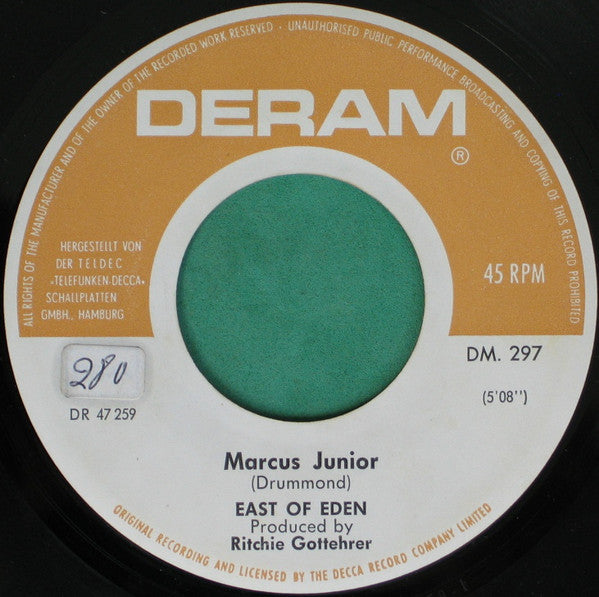 ALL RIGHTS OF THE MANUFACTURER AND OF THE OWNER OF THE RECORDED WORK RESERVED · UNAUTHORISED PUBLIC PERFORMANCE BROADCASTING AND COPYING OF THIS RECORD PROHIBITED
DERAM
®
HERGESTELLT VON
DER TELDEC
»TELEFUNKEN-DECCA«
SCHALLPLATTEN
GMBH., HAMBURG
45 RPM
280
DR 47 259
DM. 297
(5'08'')
Marcus Junior
(Drummond)
EAST OF EDEN
Produced by
Ritchie Gottehrer
ORIGINAL RECORDING AND LICENSED BY THE DECCA RECORD COMPANY LIMITED